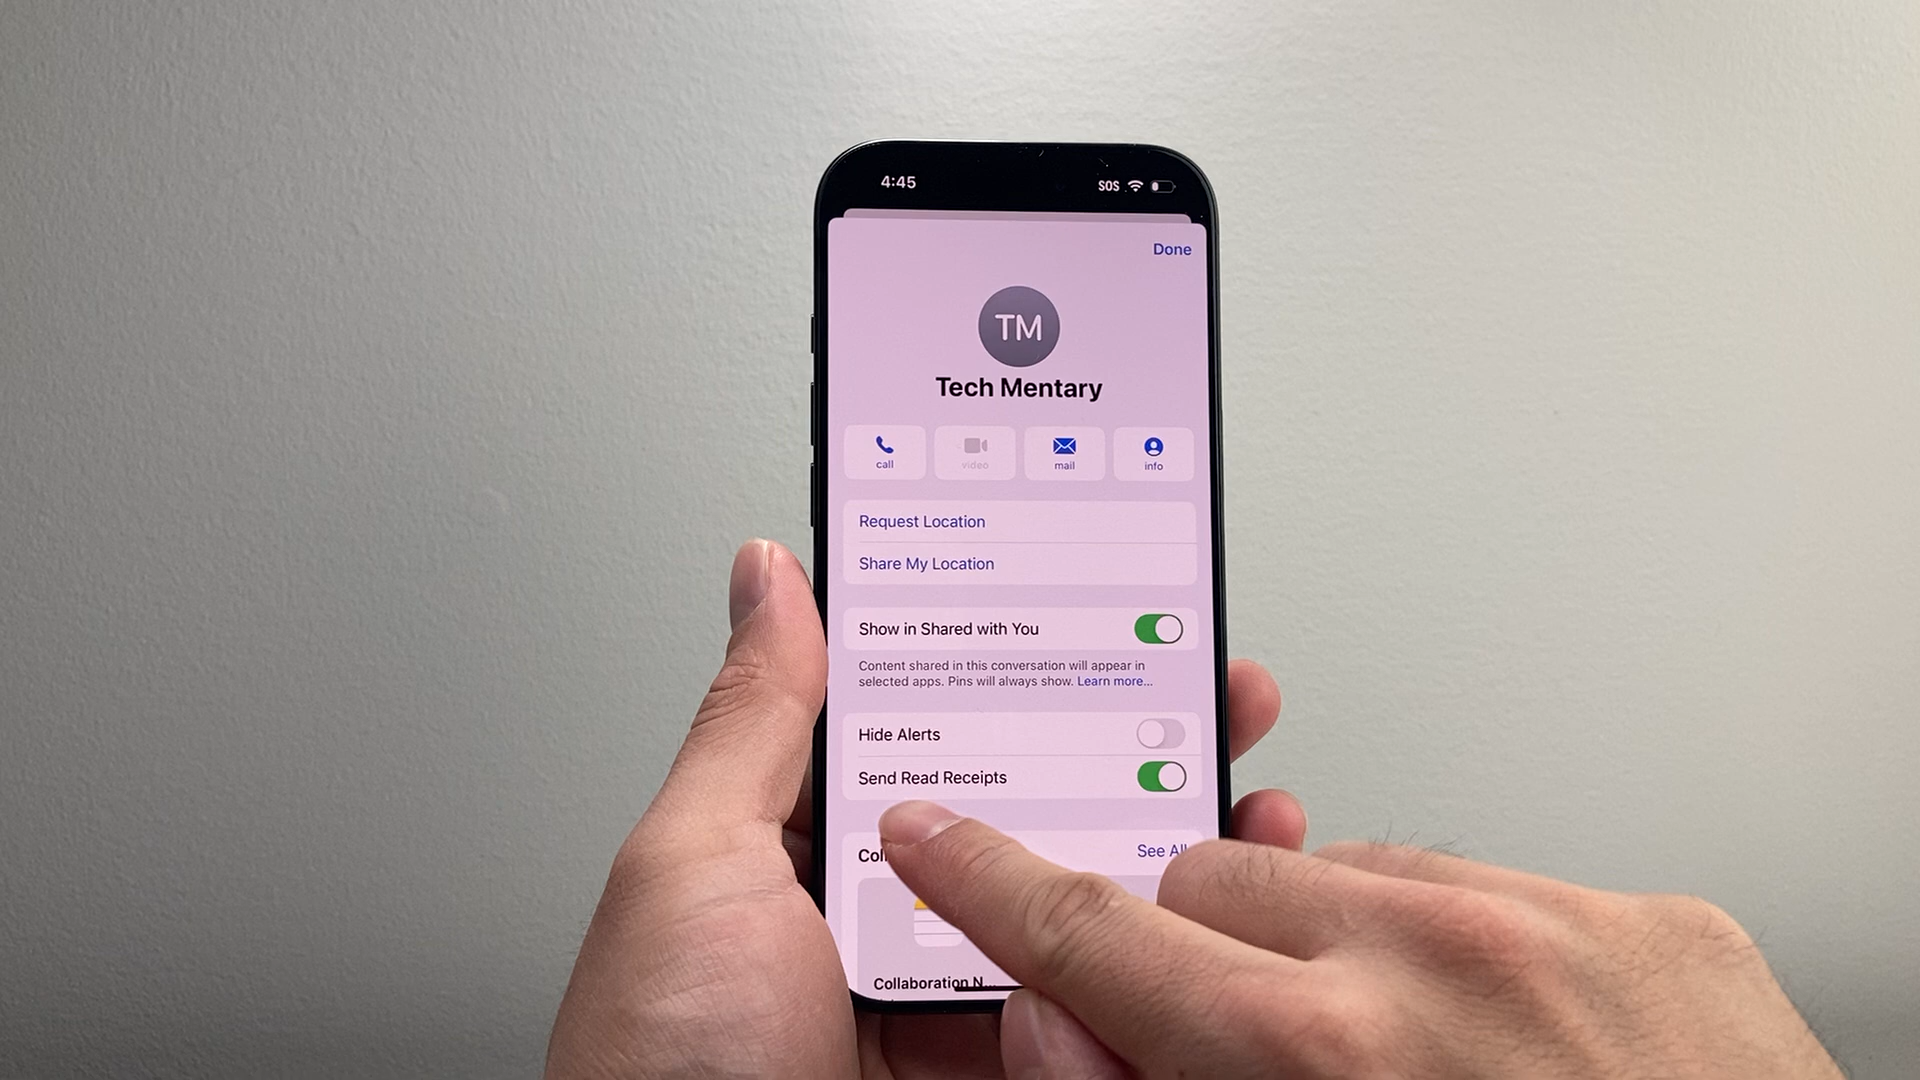 4:45 SOS
Done
TM
Tech Mentary
call video mail info
Request Location
Share My Location
Show in Shared with You
Content shared in this conversation will appear in
selected apps. Pins will always show. Learn more...
Hide Alerts
Send Read Receipts
See All
Collaboration N...